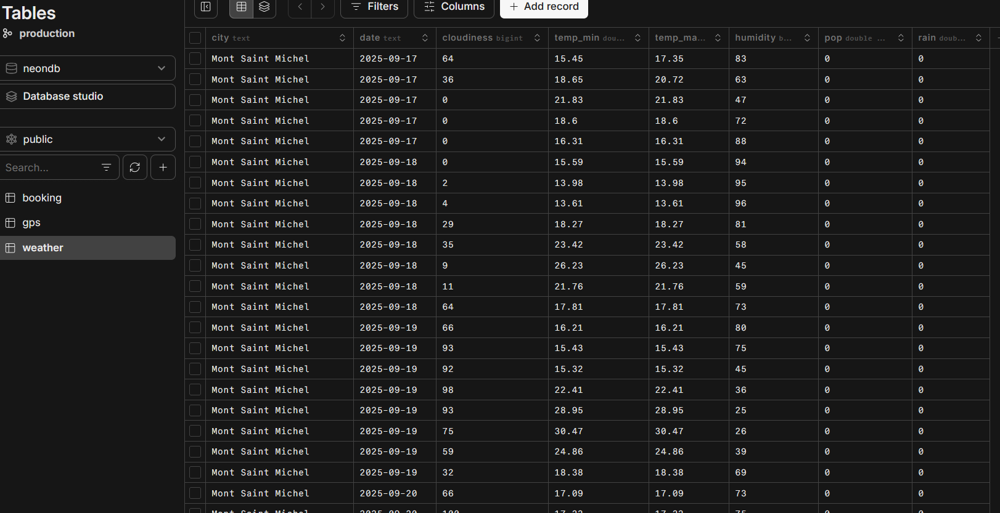 Tables
production
neondb
Database studio
public
Search...
booking
gps
weather
Filters Columns + Add record
city text date text cloudiness bigint temp_min dou... temp_ma... humidity b... pop double ... rain doub...
Mont Saint Michel 2025-09-17 64 15.45 17.35 83 0 0
Mont Saint Michel 2025-09-17 36 18.65 20.72 63 0 0
Mont Saint Michel 2025-09-17 0 21.83 21.83 47 0 0
Mont Saint Michel 2025-09-17 0 18.6 18.6 72 0 0
Mont Saint Michel 2025-09-17 0 16.31 16.31 88 0 0
Mont Saint Michel 2025-09-18 0 15.59 15.59 94 0 0
Mont Saint Michel 2025-09-18 2 13.98 13.98 95 0 0
Mont Saint Michel 2025-09-18 4 13.61 13.61 96 0 0
Mont Saint Michel 2025-09-18 29 18.27 18.27 81 0 0
Mont Saint Michel 2025-09-18 35 23.42 23.42 58 0 0
Mont Saint Michel 2025-09-18 9 26.23 26.23 45 0 0
Mont Saint Michel 2025-09-18 11 21.76 21.76 59 0 0
Mont Saint Michel 2025-09-18 64 17.81 17.81 73 0 0
Mont Saint Michel 2025-09-19 66 16.21 16.21 80 0 0
Mont Saint Michel 2025-09-19 93 15.43 15.43 75 0 0
Mont Saint Michel 2025-09-19 92 15.32 15.32 45 0 0
Mont Saint Michel 2025-09-19 98 22.41 22.41 36 0 0
Mont Saint Michel 2025-09-19 93 28.95 28.95 25 0 0
Mont Saint Michel 2025-09-19 75 30.47 30.47 26 0 0
Mont Saint Michel 2025-09-19 59 24.86 24.86 39 0 0
Mont Saint Michel 2025-09-19 32 18.38 18.38 69 0 0
Mont Saint Michel 2025-09-20 66 17.09 17.09 73 0 0
Mont Saint Michel 2025-09-20 100